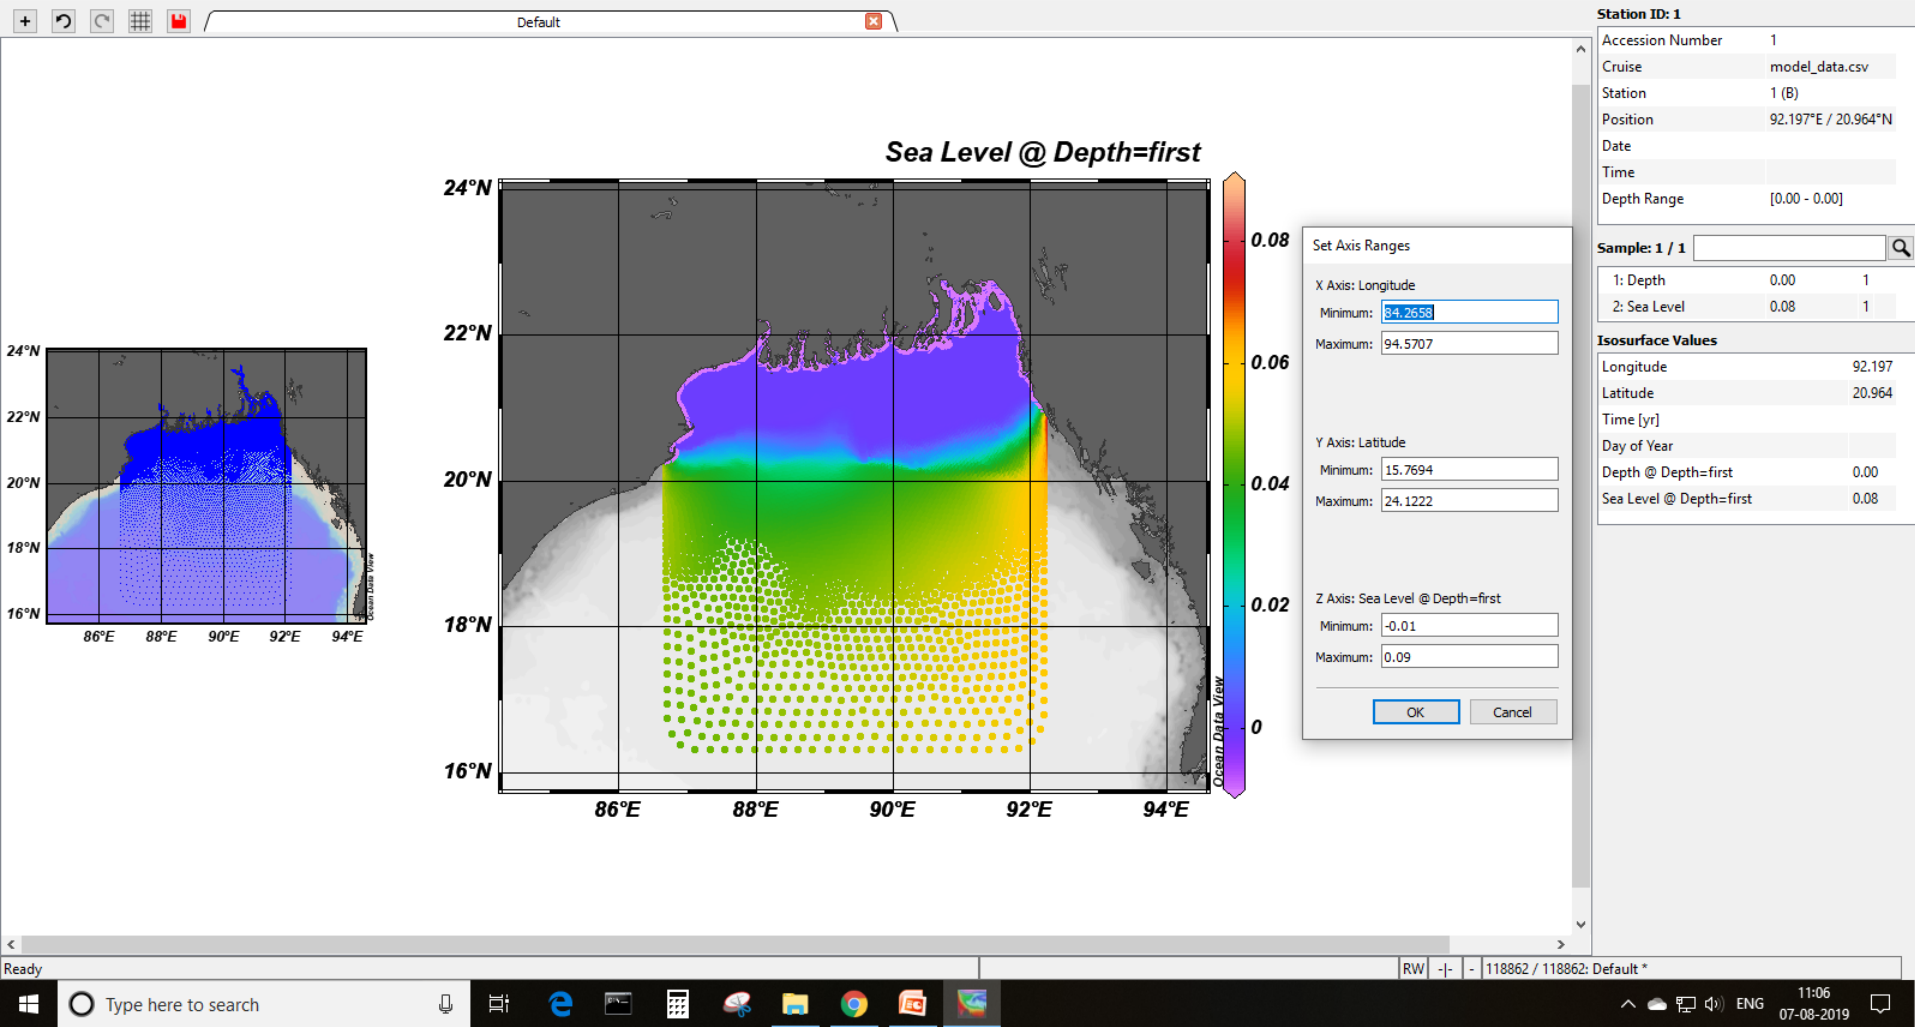 +
Default
Station ID: 1
Accession Number 1
Cruise model_data.csv
Station 1 (B)
Position 92.197°E / 20.964°N
Date
Time
Depth Range [0.00 - 0.00]
Sample: 1 / 1
1: Depth 0.00 1
2: Sea Level 0.08 1
Isosurface Values
Longitude 92.197
Latitude 20.964
Time [yr]
Day of Year
Depth @ Depth=first 0.00
Sea Level @ Depth=first 0.08
24°N
22°N
20°N
18°N
16°N
86°E 88°E 90°E 92°E 94°E
Ocean Data View
Sea Level @ Depth=first
24°N
22°N
20°N
18°N
16°N
86°E 88°E 90°E 92°E 94°E
Ocean Data View
0.08
0.06
0.04
0.02
0
Set Axis Ranges
X Axis: Longitude
Minimum: 84.2658
Maximum: 94.5707
Y Axis: Latitude
Minimum: 15.7694
Maximum: 24.1222
Z Axis: Sea Level @ Depth=first
Minimum: -0.01
Maximum: 0.09
OK Cancel
Ready RW -|- - 118862 / 118862: Default *
Type here to search ENG 11:06
07-08-2019